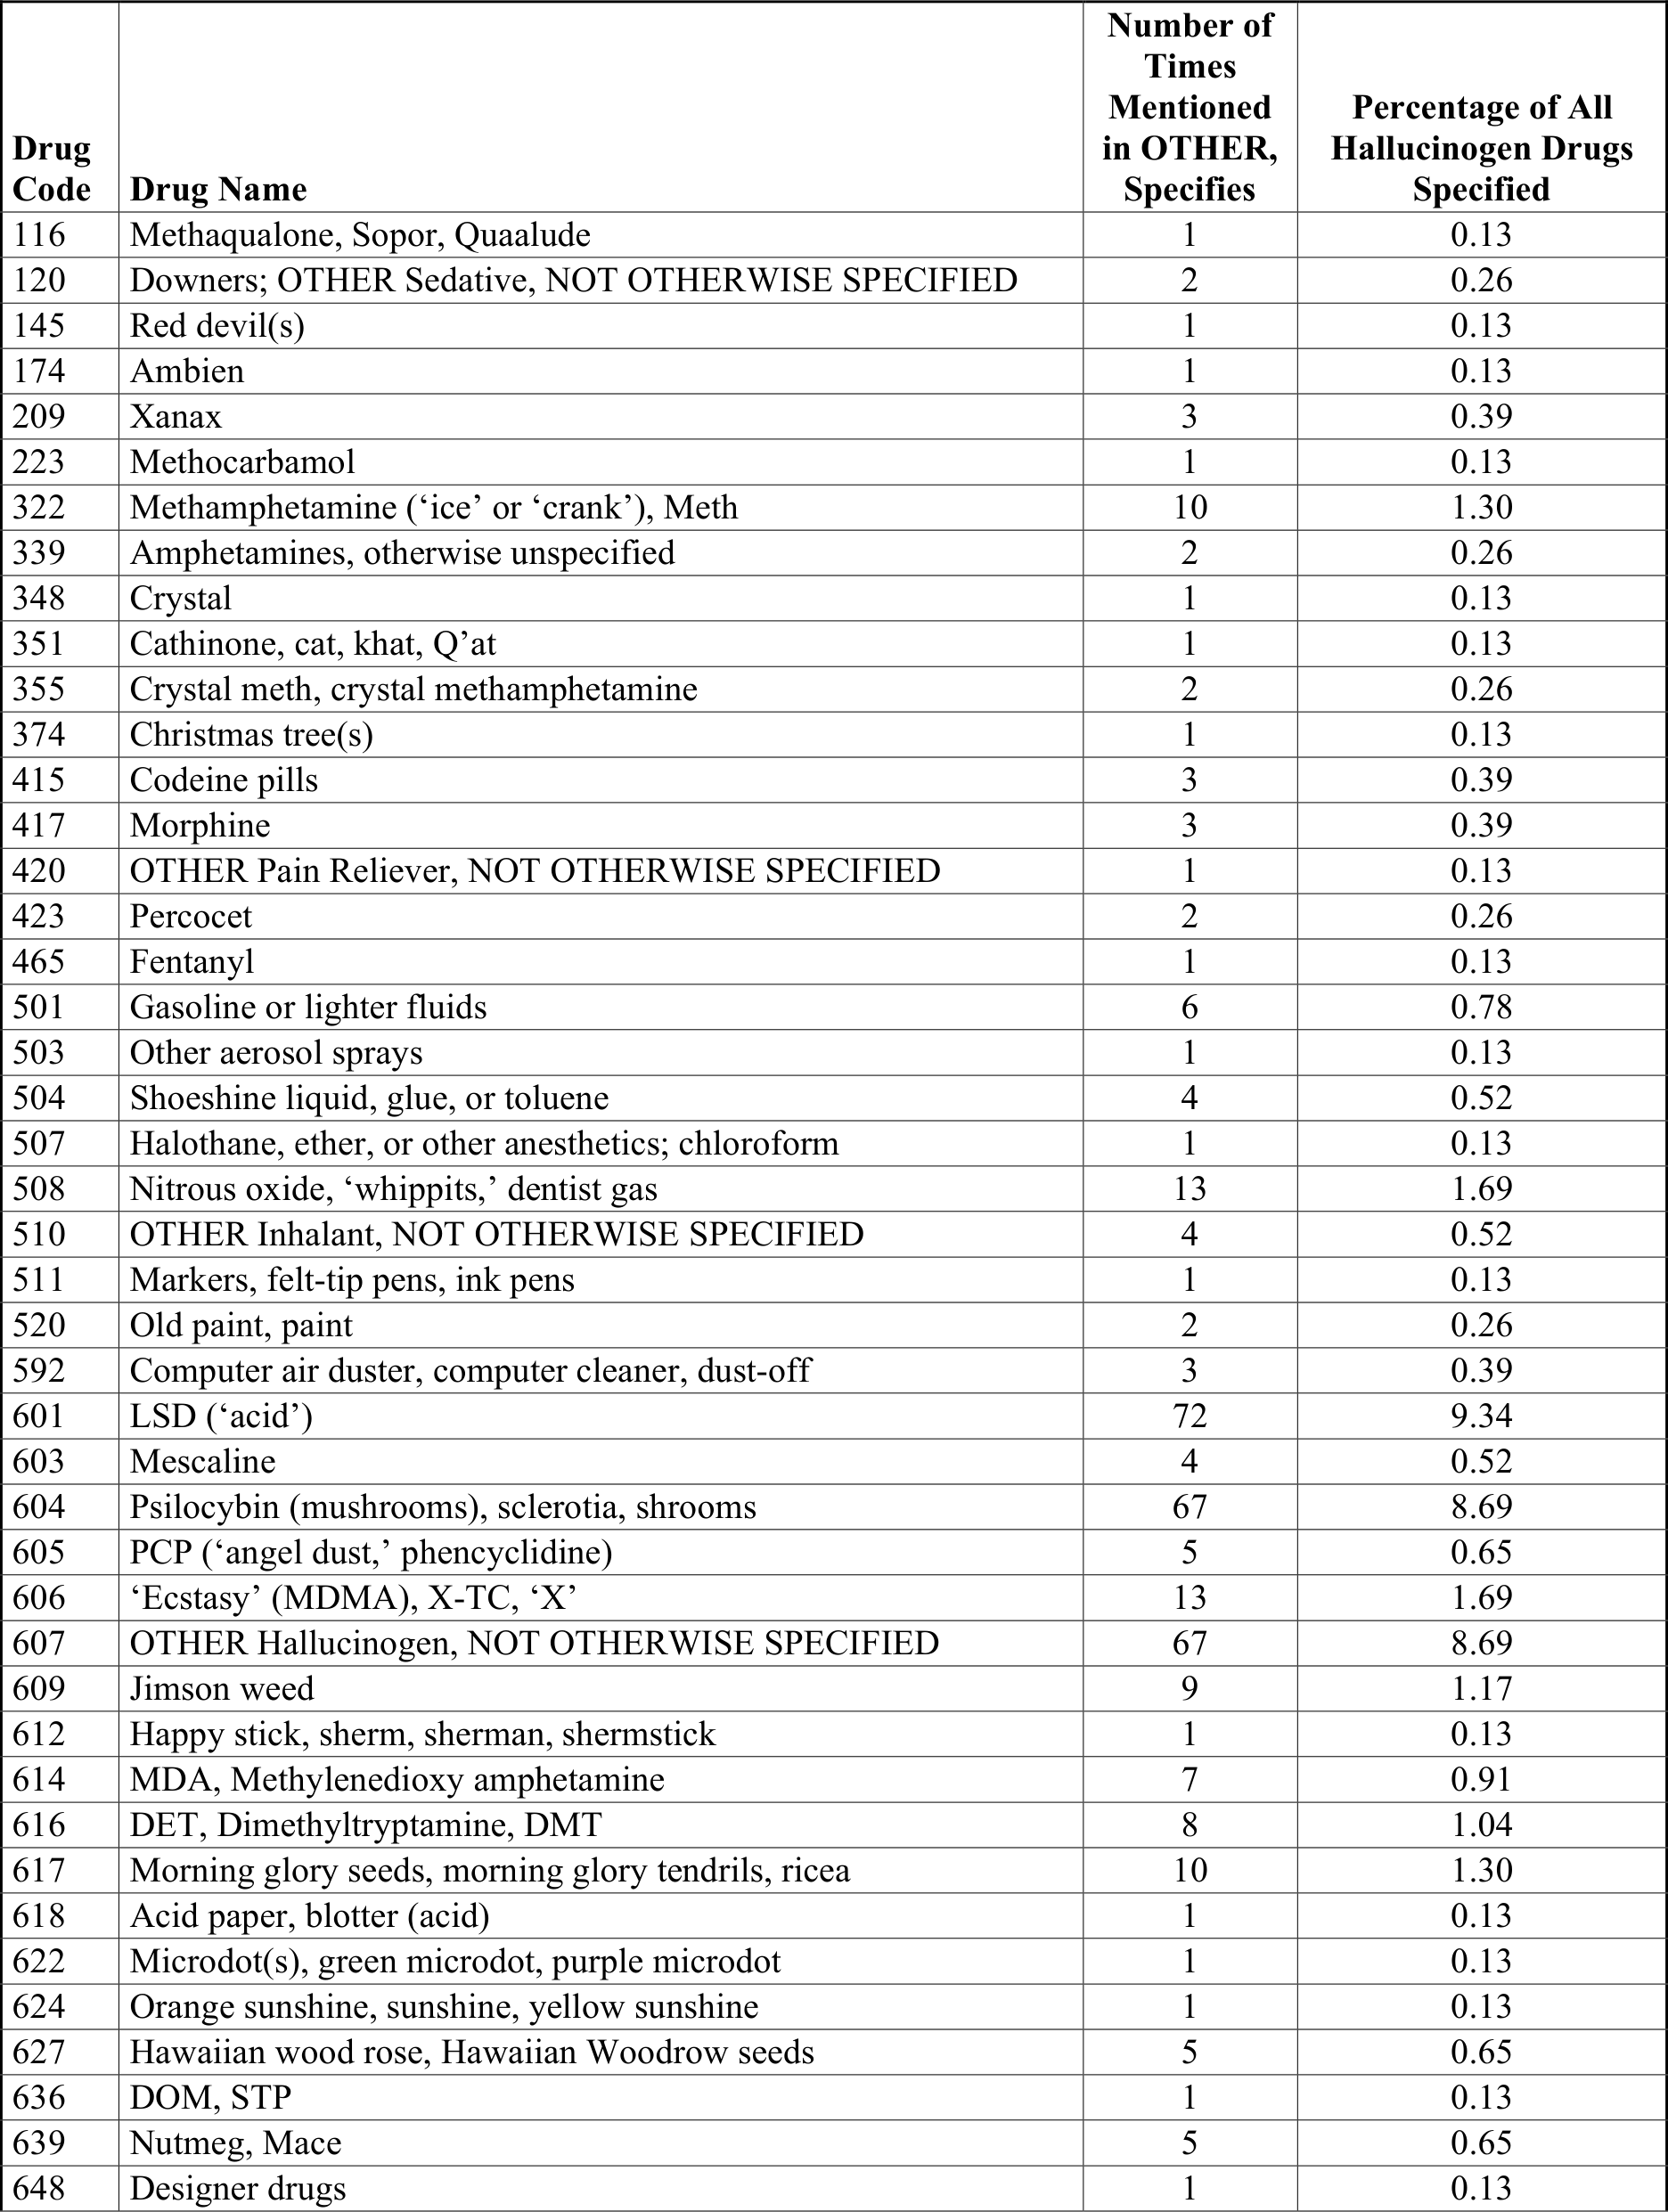 Drug Code | Drug Name | Number of Times Mentioned in OTHER, Specifies | Percentage of All Hallucinogen Drugs Specified
116 | Methaqualone, Sopor, Quaalude | 1 | 0.13
120 | Downers; OTHER Sedative, NOT OTHERWISE SPECIFIED | 2 | 0.26
145 | Red devil(s) | 1 | 0.13
174 | Ambien | 1 | 0.13
209 | Xanax | 3 | 0.39
223 | Methocarbamol | 1 | 0.13
322 | Methamphetamine (‘ice’ or ‘crank’), Meth | 10 | 1.30
339 | Amphetamines, otherwise unspecified | 2 | 0.26
348 | Crystal | 1 | 0.13
351 | Cathinone, cat, khat, Q’at | 1 | 0.13
355 | Crystal meth, crystal methamphetamine | 2 | 0.26
374 | Christmas tree(s) | 1 | 0.13
415 | Codeine pills | 3 | 0.39
417 | Morphine | 3 | 0.39
420 | OTHER Pain Reliever, NOT OTHERWISE SPECIFIED | 1 | 0.13
423 | Percocet | 2 | 0.26
465 | Fentanyl | 1 | 0.13
501 | Gasoline or lighter fluids | 6 | 0.78
503 | Other aerosol sprays | 1 | 0.13
504 | Shoeshine liquid, glue, or toluene | 4 | 0.52
507 | Halothane, ether, or other anesthetics; chloroform | 1 | 0.13
508 | Nitrous oxide, ‘whippits,’ dentist gas | 13 | 1.69
510 | OTHER Inhalant, NOT OTHERWISE SPECIFIED | 4 | 0.52
511 | Markers, felt-tip pens, ink pens | 1 | 0.13
520 | Old paint, paint | 2 | 0.26
592 | Computer air duster, computer cleaner, dust-off | 3 | 0.39
601 | LSD (‘acid’) | 72 | 9.34
603 | Mescaline | 4 | 0.52
604 | Psilocybin (mushrooms), sclerotia, shrooms | 67 | 8.69
605 | PCP (‘angel dust,’ phencyclidine) | 5 | 0.65
606 | ‘Ecstasy’ (MDMA), X-TC, ‘X’ | 13 | 1.69
607 | OTHER Hallucinogen, NOT OTHERWISE SPECIFIED | 67 | 8.69
609 | Jimson weed | 9 | 1.17
612 | Happy stick, sherm, sherman, shermstick | 1 | 0.13
614 | MDA, Methylenedioxy amphetamine | 7 | 0.91
616 | DET, Dimethyltryptamine, DMT | 8 | 1.04
617 | Morning glory seeds, morning glory tendrils, ricea | 10 | 1.30
618 | Acid paper, blotter (acid) | 1 | 0.13
622 | Microdot(s), green microdot, purple microdot | 1 | 0.13
624 | Orange sunshine, sunshine, yellow sunshine | 1 | 0.13
627 | Hawaiian wood rose, Hawaiian Woodrow seeds | 5 | 0.65
636 | DOM, STP | 1 | 0.13
639 | Nutmeg, Mace | 5 | 0.65
648 | Designer drugs | 1 | 0.13